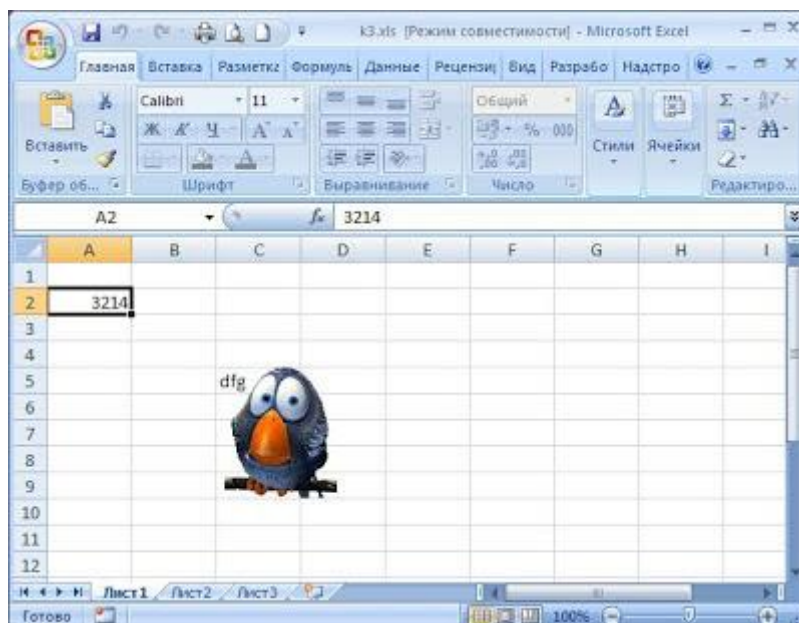 k3.xls [Режим совместимости] - Microsoft Excel
Главная Вставка Разметка Формулы Данные Рецензи Вид Разрабо Надстро
Calibri 11 Общий
Ж К Ч А А % 000
Вставить Стили Ячейки
Буфер об... Шрифт Выравнивание Число Редактиро...
A2 fx 3214
A B C D E F G H I
1
2 3214
3
4
5 dfg
6
7
8
9
10
11
12
Лист1 Лист2 Лист3
Готово 100%